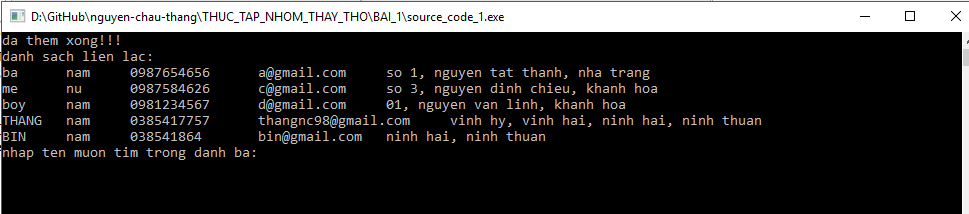 D:\GitHub\nguyen-chau-thang\THUC_TAP_NHOM_THAY_THO\BAI_1\source_code_1.exe
da them xong!!!
danh sach lien lac:
ba nam 0987654656 a@gmail.com so 1, nguyen tat thanh, nha trang
me nu 0987584626 c@gmail.com so 3, nguyen dinh chieu, khanh hoa
boy nam 0981234567 d@gmail.com 01, nguyen van linh, khanh hoa
THANG nam 0385417757 thangnc98@gmail.com vinh hy, vinh hai, ninh hai, ninh thuan
BIN nam 038541864 bin@gmail.com ninh hai, ninh thuan
nhap ten muon tim trong danh ba: